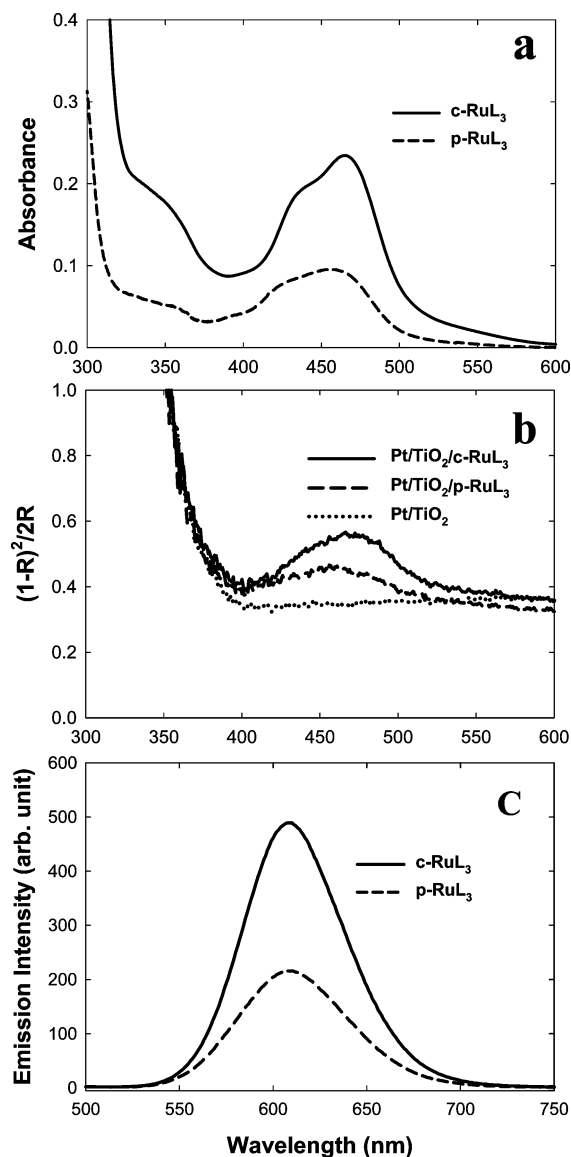 0.4
a
c-RuL3
p-RuL3
0.3
0.2
0.1
0.0
Absorbance
300 350 400 450 500 550 600
1.0
b
Pt/TiO2/c-RuL3
Pt/TiO2/p-RuL3
Pt/TiO2
0.8
0.6
0.4
0.2
0.0
(1-R)²/2R
300 350 400 450 500 550 600
600
C
c-RuL3
p-RuL3
500
400
300
200
100
0
Emission Intensity (arb. unit)
500 550 600 650 700 750
Wavelength (nm)